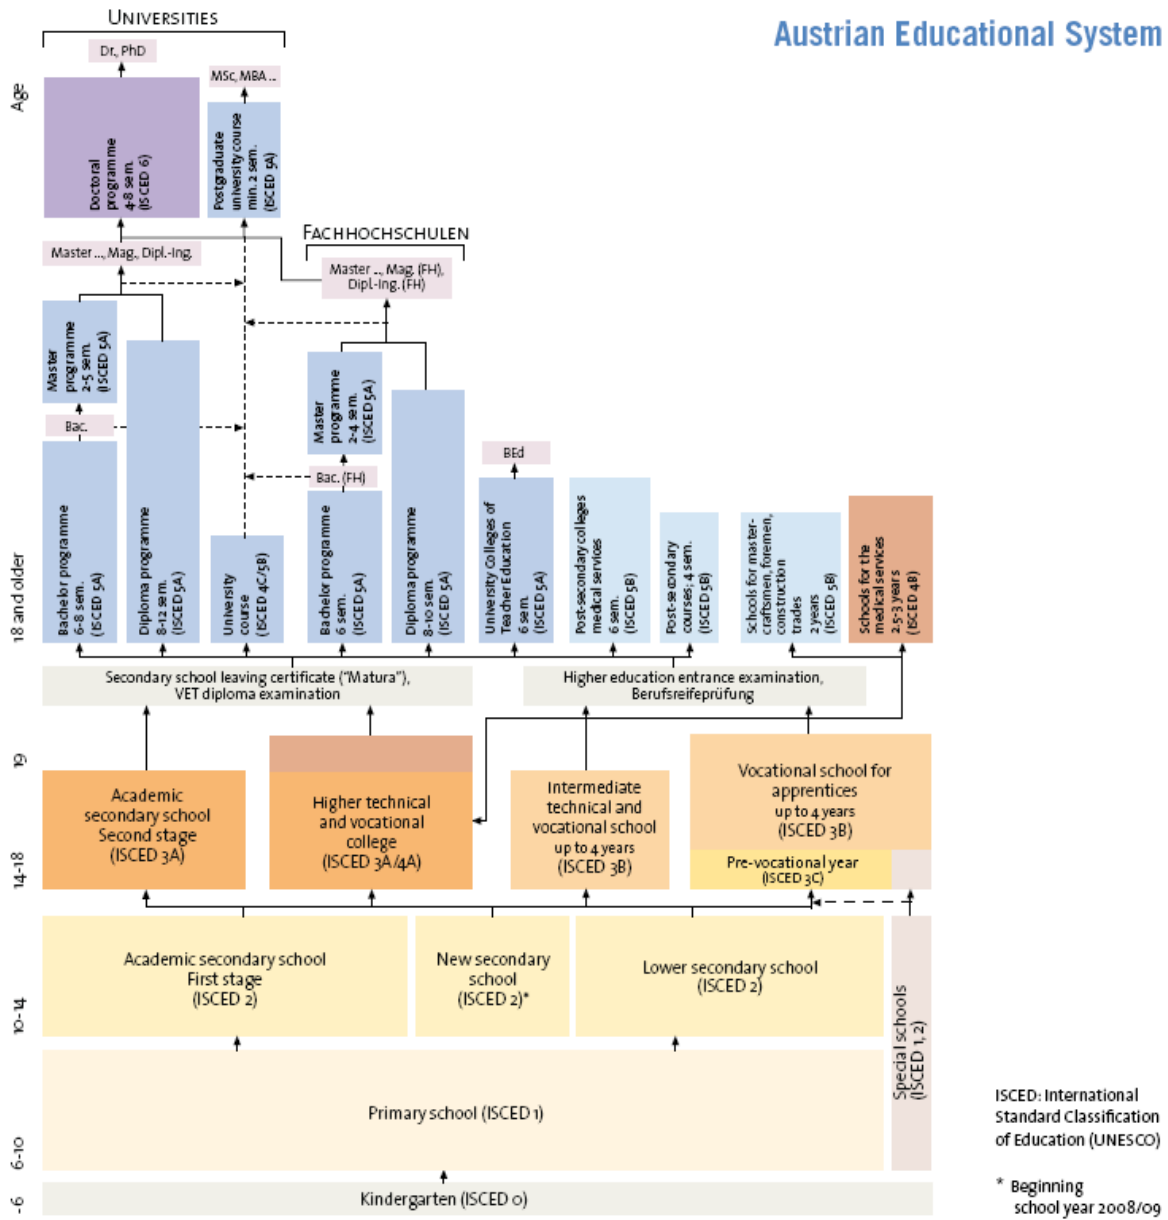 Austrian Educational System
UNIVERSITIES
Dr., PhD
MSc, MBA ...
Age
Doctoral
programme
4-8 sem.
(ISCED 6)
Postgraduate
university course
min. 2 sem.
(ISCED 5A)
FACHHOCHSCHULEN
Master ..., Mag., Dipl.-Ing.
Master ..., Mag. (FH),
Dipl.-Ing. (FH)
Master
programme
2-5 sem.
(ISCED 5A)
Bac.
Master
programme
2-4 sem.
(ISCED 5A)
Bac. (FH)
BEd
18 and older
Bachelor programme
6-8 sem.
(ISCED 5A)
Diploma programme
8-12 sem.
(ISCED 5A)
University
course
(ISCED 4C/5B)
Bachelor programme
6 sem.
(ISCED 5A)
Diploma programme
8-10 sem.
(ISCED 5A)
University Colleges of
Teacher Education
6 sem.
(ISCED 5A)
Post-secondary colleges
medical services
6 sem.
(ISCED 5B)
Post-secondary
courses; 4 sem.
(ISCED 5B)
Schools for master-
craftsmen, foremen,
construction
trades
2 years
(ISCED 5B)
Schools for the
medical services
2.5-3 years
(ISCED 4B)
Secondary school leaving certificate ("Matura"),
VET diploma examination
Higher education entrance examination,
Berufsreifeprüfung
19
14-18
Academic
secondary school
Second stage
(ISCED 3A)
Higher technical
and vocational
college
(ISCED 3A/4A)
Intermediate
technical and
vocational school
up to 4 years
(ISCED 3B)
Vocational school for
apprentices
up to 4 years
(ISCED 3B)
Pre-vocational year
(ISCED 3C)
10-14
Academic secondary school
First stage
(ISCED 2)
New secondary
school
(ISCED 2)*
Lower secondary school
(ISCED 2)
Special schools
(ISCED 1, 2)
6-10
Primary school (ISCED 1)
-6
Kindergarten (ISCED 0)
ISCED: International
Standard Classification
of Education (UNESCO)
* Beginning
school year 2008/09